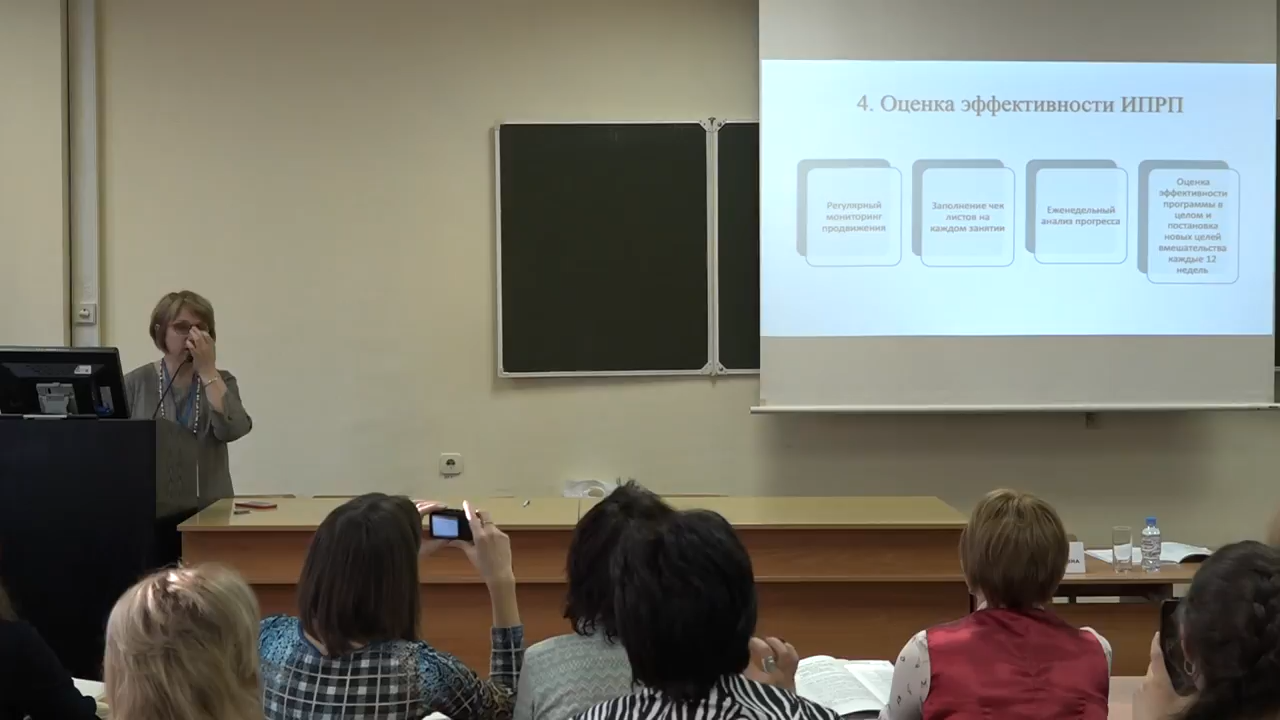 4. Оценка эффективности ИПРП
Регулярный
мониторинг
продвижения
Заполнение чек
листов на
каждом занятии
Еженедельный
анализ прогресса
Оценка
эффективности
программы в
целом и
постановка
новых целей
вмешательства
каждые 12
недель